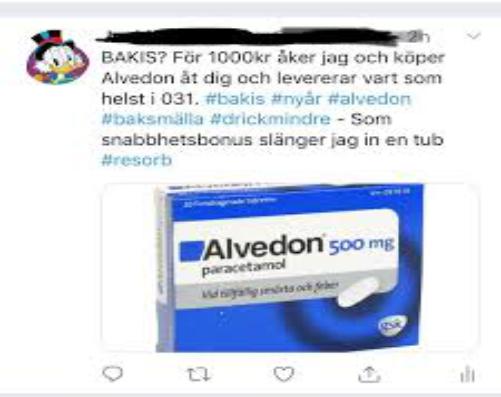 2h
BAKIS? För 1000kr åker jag och köper
Alvedon åt dig och levererar vart som
helst i 031. #bakis #nyår #alvedon
#baksmälla #drickmindre - Som
snabbhetsbonus slänger jag in en tub
#resorb
Alvedon 500 mg
paracetamol
Vid tillfällig smärta och feber
gsk